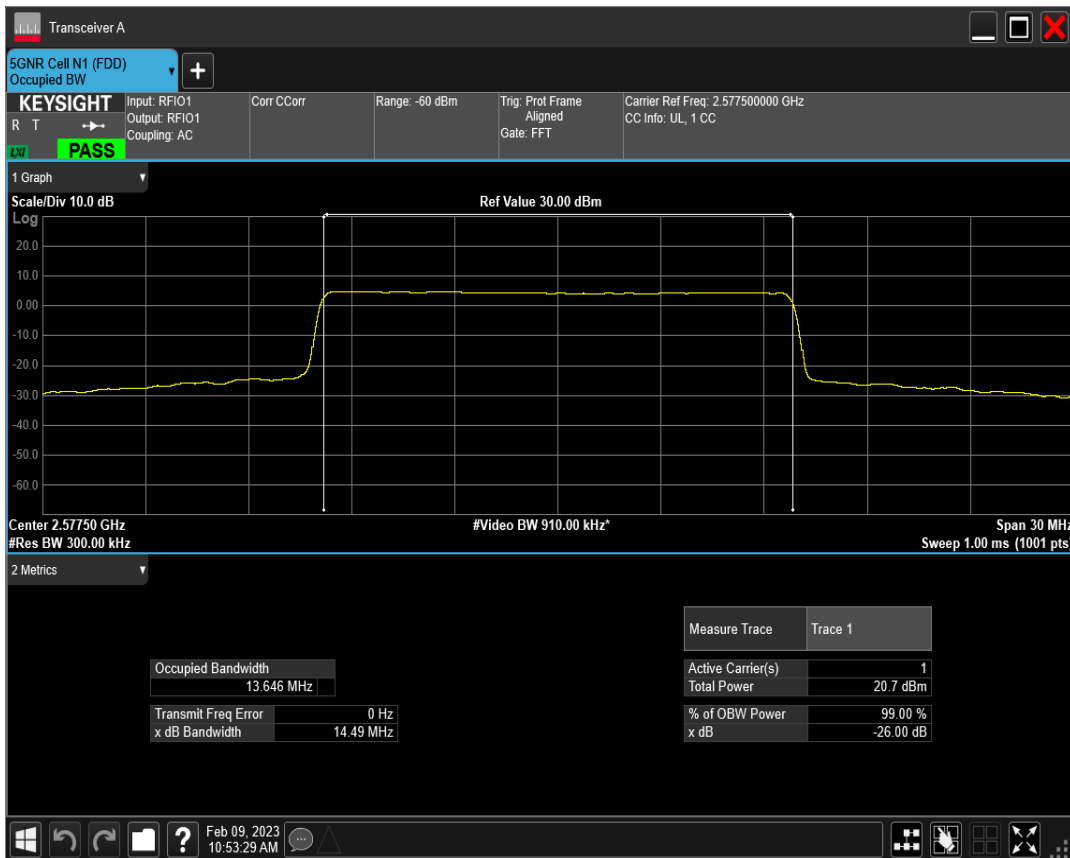 Transceiver A
5GNR Cell N1 (FDD)
Occupied BW
+
KEYSIGHT
R T
LXI
PASS
Input: RFIO1
Output: RFIO1
Coupling: AC
Corr CCorr
Range: -60 dBm
Trig: Prot Frame
Aligned
Gate: FFT
Carrier Ref Freq: 2.577500000 GHz
CC Info: UL, 1 CC
1 Graph
Scale/Div 10.0 dB
Ref Value 30.00 dBm
Log
20.0
10.0
0.00
-10.0
-20.0
-30.0
-40.0
-50.0
-60.0
Center 2.57750 GHz
#Video BW 910.00 kHz*
Span 30 MHz
#Res BW 300.00 kHz
Sweep 1.00 ms (1001 pts)
2 Metrics
Measure Trace Trace 1
Occupied Bandwidth
13.646 MHz
Active Carrier(s) 1
Total Power 20.7 dBm
Transmit Freq Error 0 Hz
x dB Bandwidth 14.49 MHz
% of OBW Power 99.00 %
x dB -26.00 dB
?
Feb 09, 2023
10:53:29 AM